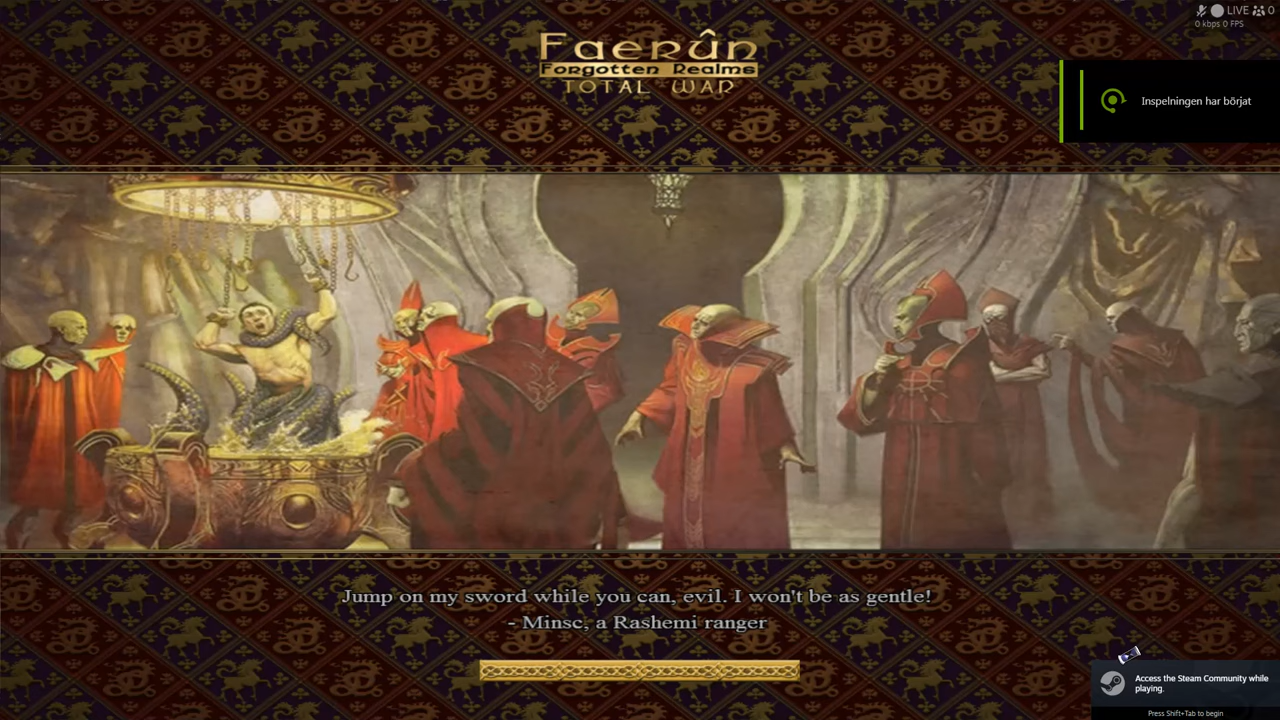 LIVE 0
0 kbps 0 FPS
Faerûn
Forgotten Realms
TOTAL WAR
Inspelningen har börjat
Jump on my sword while you can, evil. I won't be as gentle!
- Minsc, a Rashemi ranger
Access the Steam Community while
playing.
Press Shift+Tab to begin